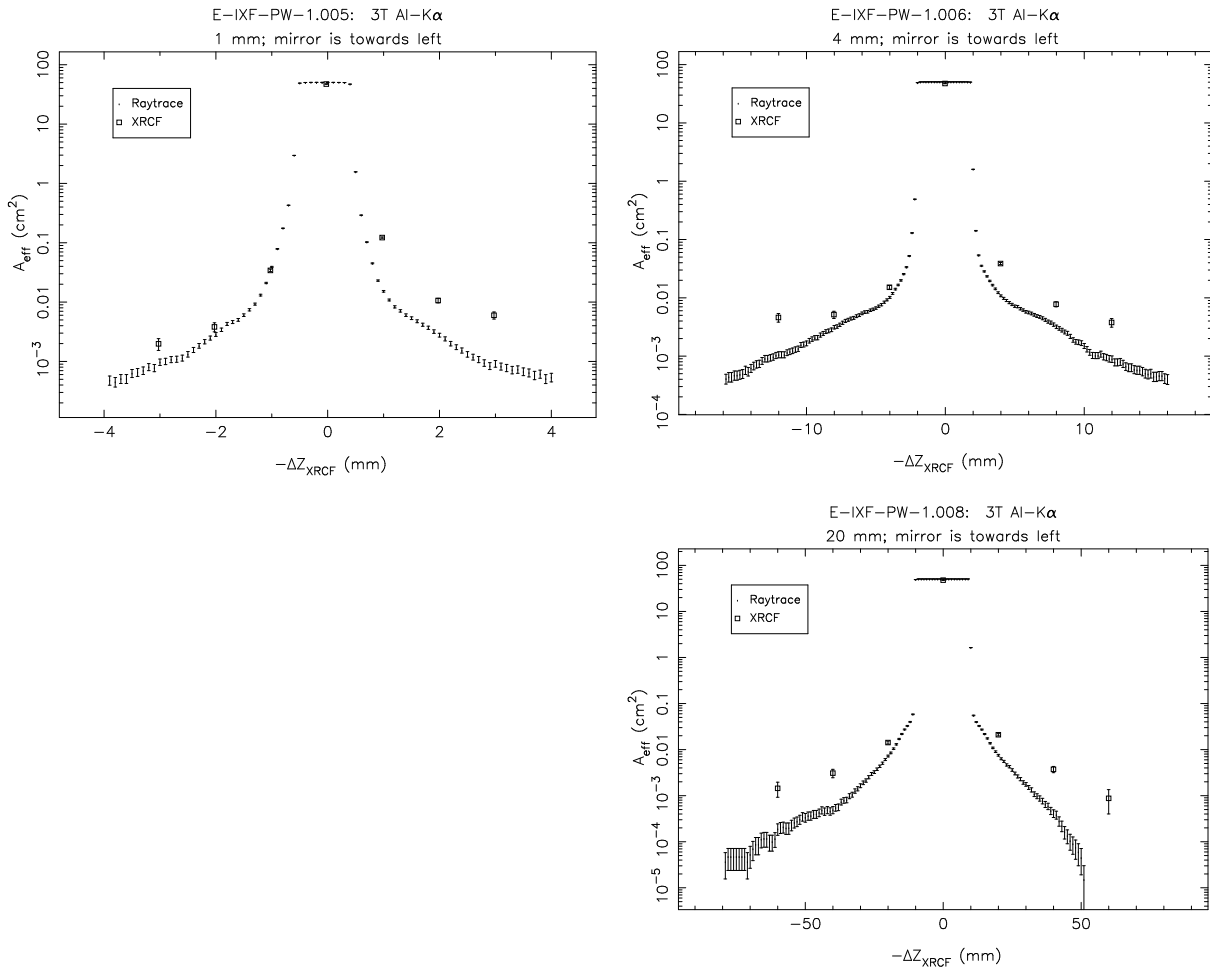 E-IXF-PW-1.005: 3T Al-Kα
1 mm; mirror is towards left
100
10
1
0.1
0.01
10⁻³
A_eff (cm²)
Raytrace
XRCF
−4 −2 0 2 4
−ΔZ_XRCF (mm)
E-IXF-PW-1.006: 3T Al-Kα
4 mm; mirror is towards left
100
10
1
0.1
0.01
10⁻³
10⁻⁴
A_eff (cm²)
Raytrace
XRCF
−10 0 10
−ΔZ_XRCF (mm)
E-IXF-PW-1.008: 3T Al-Kα
20 mm; mirror is towards left
100
10
1
0.1
0.01
10⁻³
10⁻⁴
10⁻⁵
A_eff (cm²)
Raytrace
XRCF
−50 0 50
−ΔZ_XRCF (mm)